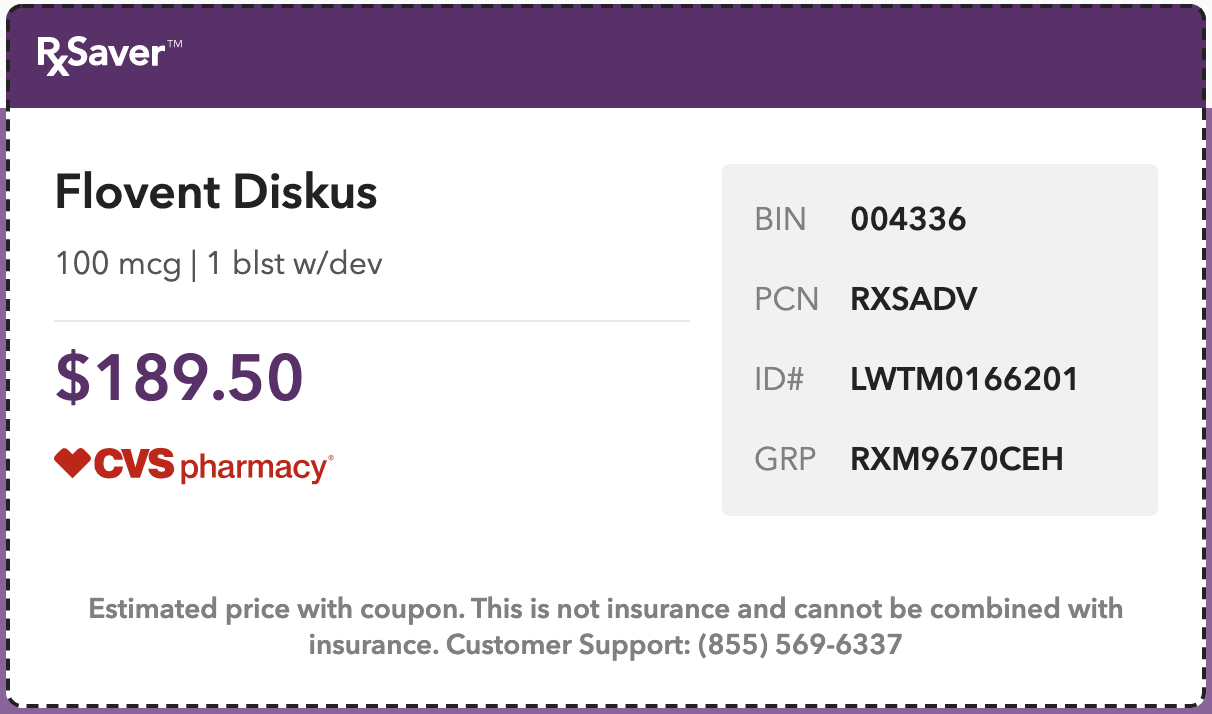 RxSaver™
Flovent Diskus
100 mcg | 1 blst w/dev
$189.50
CVS pharmacy®
BIN 004336
PCN RXSADV
ID# LWTM0166201
GRP RXM9670CEH
Estimated price with coupon. This is not insurance and cannot be combined with
insurance. Customer Support: (855) 569-6337